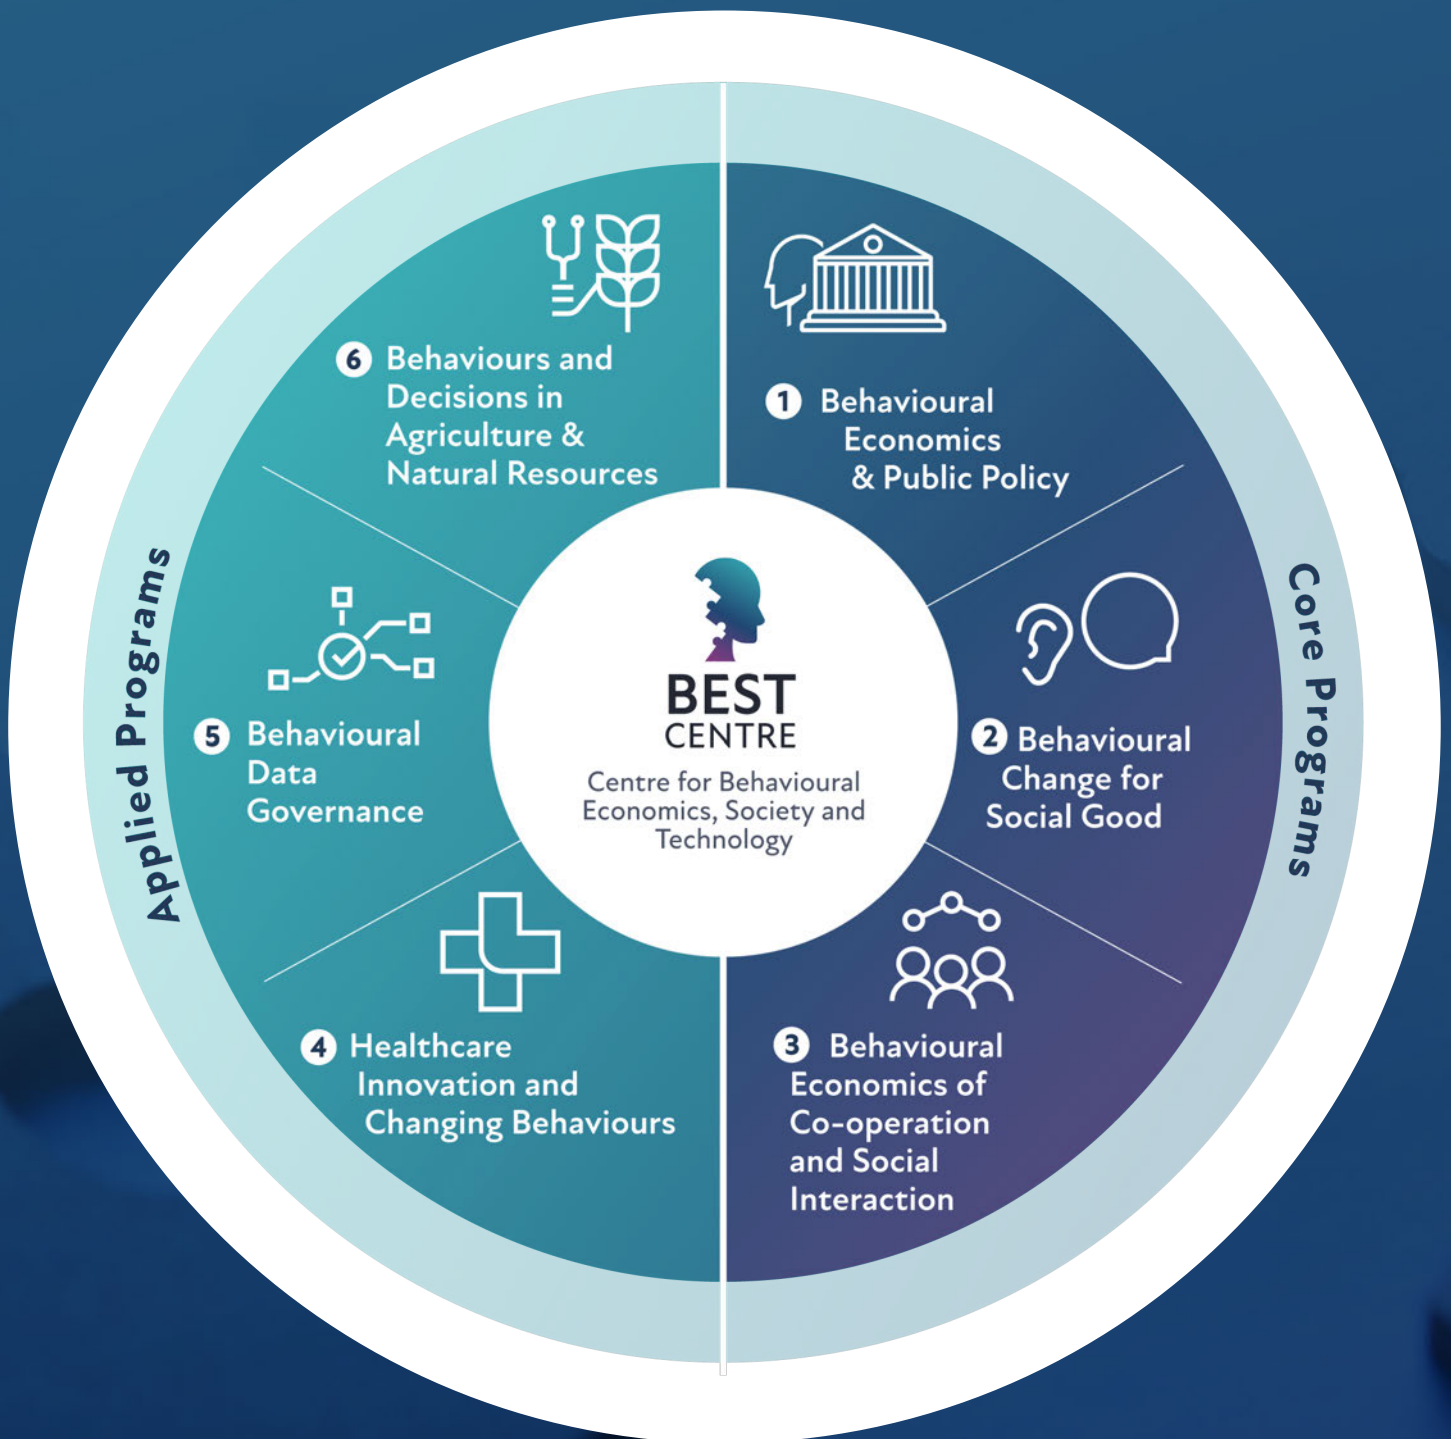 BEST
CENTRE
Centre for Behavioural
Economics, Society and
Technology
Core Programs
1 Behavioural
Economics
& Public Policy
2 Behavioural
Change for
Social Good
3 Behavioural
Economics of
Co-operation
and Social
Interaction
Applied Programs
4 Healthcare
Innovation and
Changing Behaviours
5 Behavioural
Data
Governance
6 Behaviours and
Decisions in
Agriculture &
Natural Resources